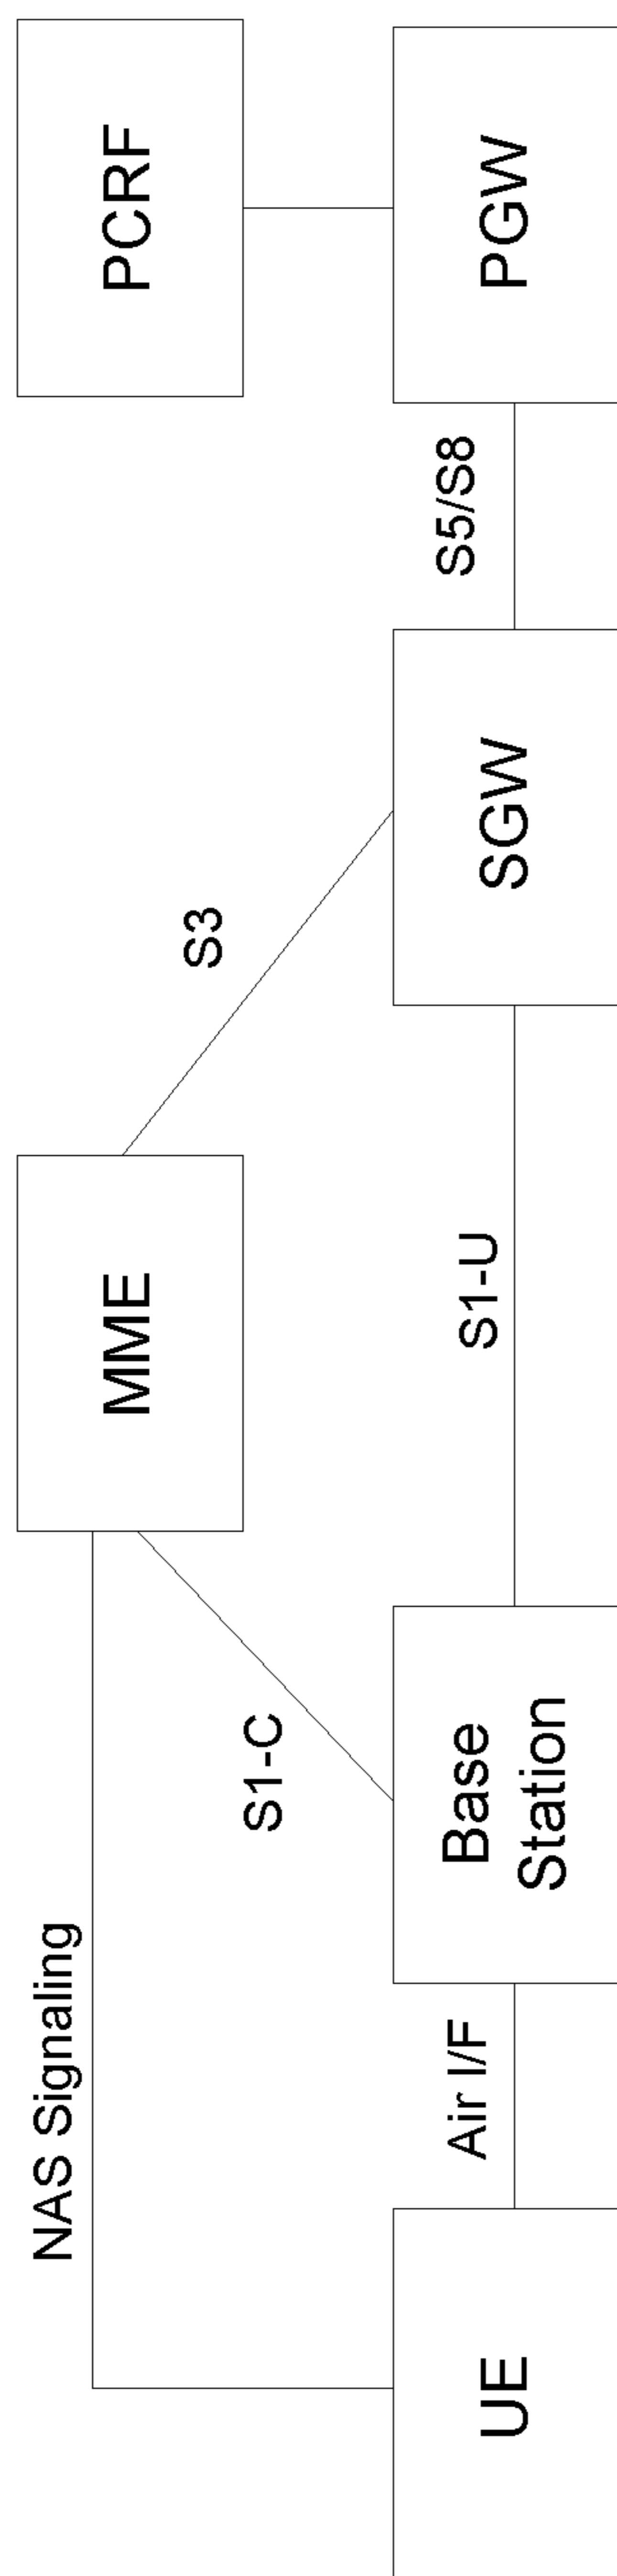 MME
PCRF
NAS Signaling
S3
S1-C
UE
Air I/F
Base
Station
S1-U
SGW
S5/S8
PGW